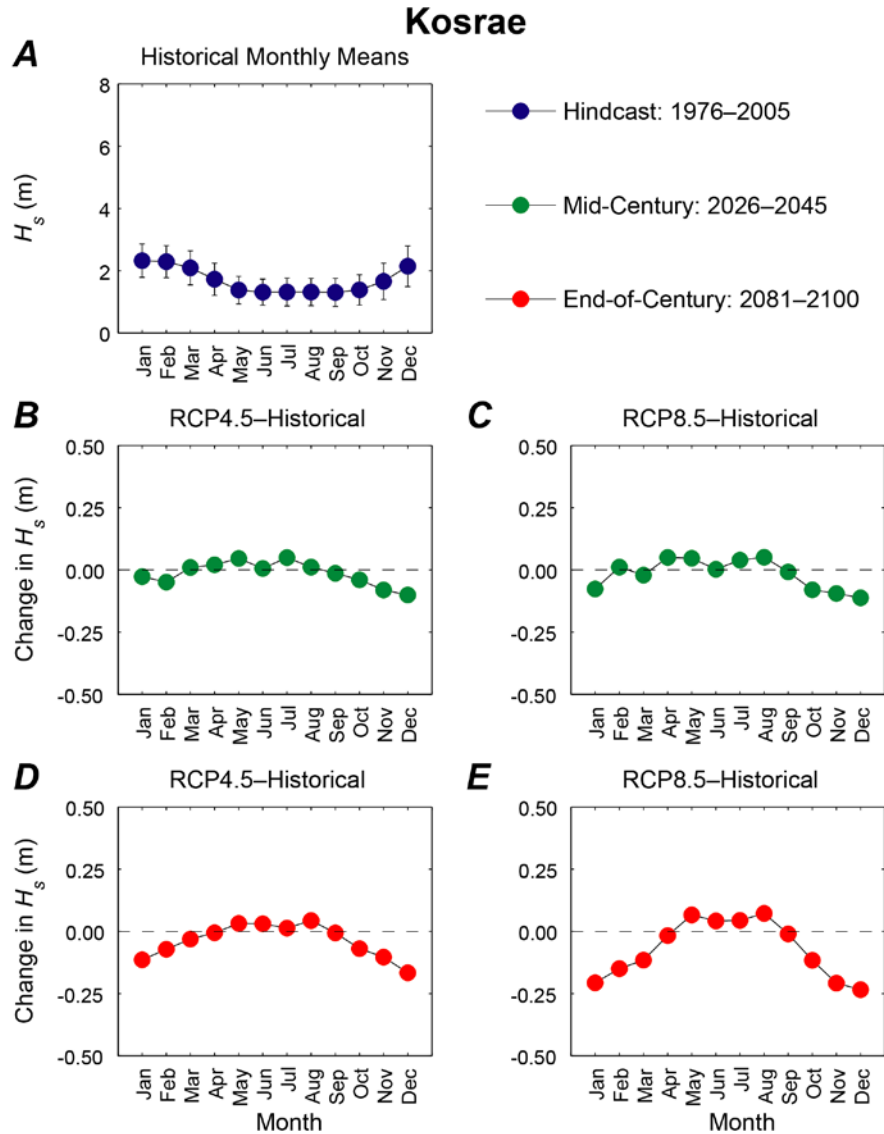 Kosrae
A
Historical Monthly Means
8
6
4
2
0
H_s (m)
Jan
Feb
Mar
Apr
May
Jun
Jul
Aug
Sep
Oct
Nov
Dec
Hindcast: 1976–2005
Mid-Century: 2026–2045
End-of-Century: 2081–2100
B
RCP4.5–Historical
0.50
0.25
0.00
-0.25
-0.50
Change in H_s (m)
Jan
Feb
Mar
Apr
May
Jun
Jul
Aug
Sep
Oct
Nov
Dec
C
RCP8.5–Historical
0.50
0.25
0.00
-0.25
-0.50
Jan
Feb
Mar
Apr
May
Jun
Jul
Aug
Sep
Oct
Nov
Dec
D
RCP4.5–Historical
0.50
0.25
0.00
-0.25
-0.50
Change in H_s (m)
Jan
Feb
Mar
Apr
May
Jun
Jul
Aug
Sep
Oct
Nov
Dec
Month
E
RCP8.5–Historical
0.50
0.25
0.00
-0.25
-0.50
Jan
Feb
Mar
Apr
May
Jun
Jul
Aug
Sep
Oct
Nov
Dec
Month